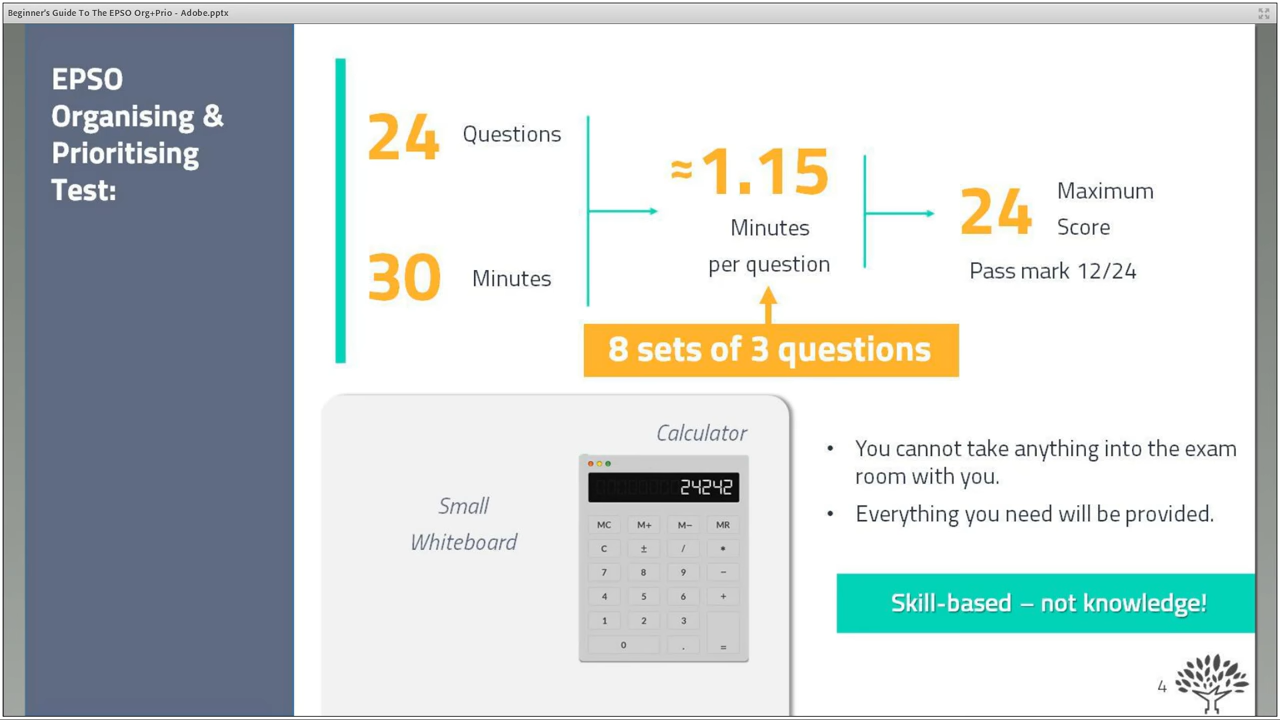 Beginner's Guide To The EPSO Org+Prio - Adobe.pptx
EPSO
Organising &
Prioritising
Test:
24 Questions
30 Minutes
≈1.15
Minutes
per question
8 sets of 3 questions
24 Maximum
Score
Pass mark 12/24
Calculator
24242
MC M+ M− MR
C ± / •
7 8 9 −
4 5 6 +
1 2 3
0 . =
Small
Whiteboard
• You cannot take anything into the exam
room with you.
• Everything you need will be provided.
Skill-based – not knowledge!
4